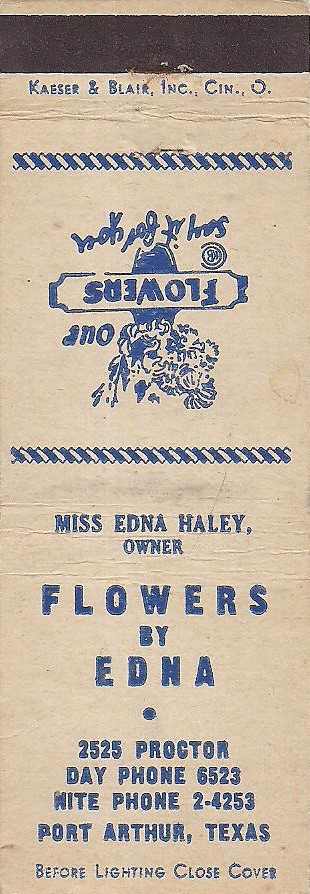 KAESER & BLAIR, INC., CIN., O.
Our
FLOWERS
say it for you
KB
MISS EDNA HALEY,
OWNER
FLOWERS
BY
EDNA
2525 PROCTOR
DAY PHONE 6523
NITE PHONE 2-4253
PORT ARTHUR, TEXAS
BEFORE LIGHTING CLOSE COVER